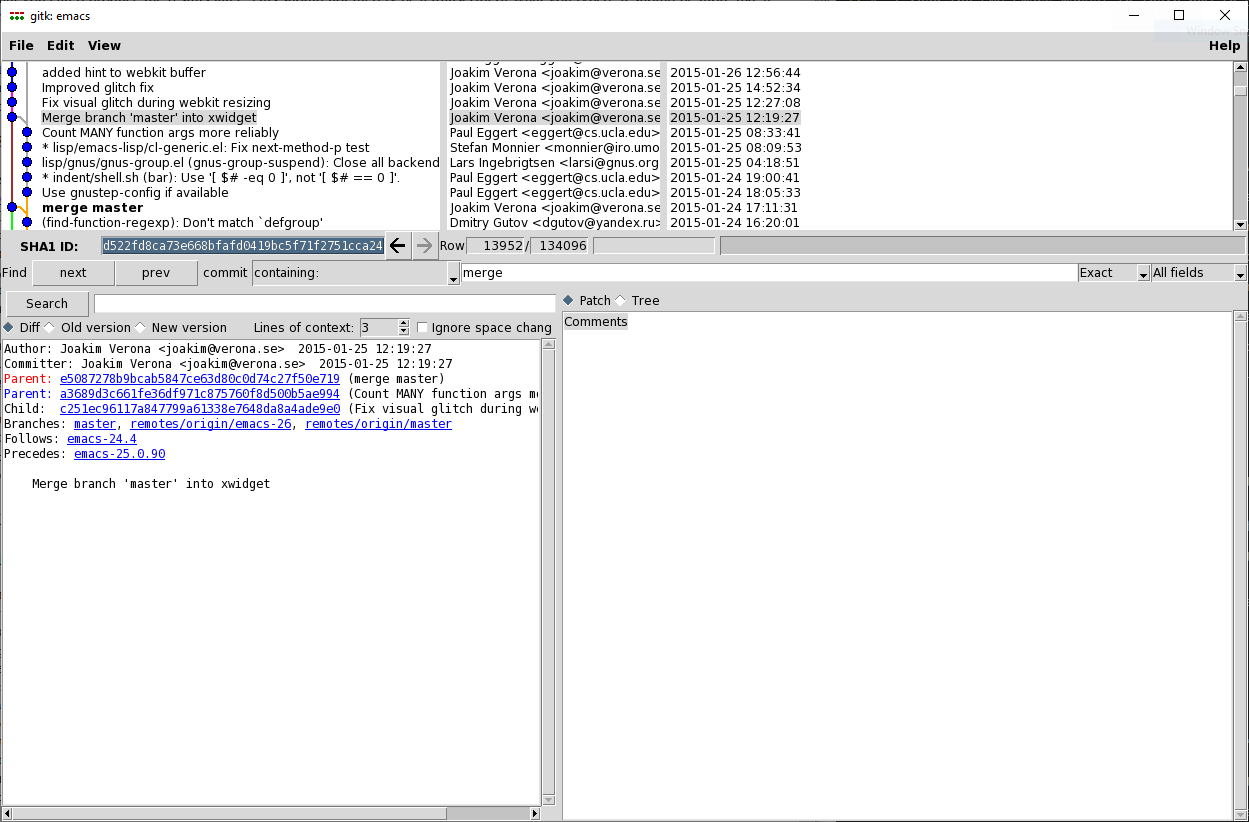 gitk: emacs
Window Sn
File Edit View Help
added hint to webkit buffer Joakim Verona <joakim@verona.se 2015-01-26 12:56:44
Improved glitch fix Joakim Verona <joakim@verona.se 2015-01-25 14:52:34
Fix visual glitch during webkit resizing Joakim Verona <joakim@verona.se 2015-01-25 12:27:08
Merge branch 'master' into xwidget Joakim Verona <joakim@verona.se 2015-01-25 12:19:27
Count MANY function args more reliably Paul Eggert <eggert@cs.ucla.edu> 2015-01-25 08:33:41
* lisp/emacs-lisp/cl-generic.el: Fix next-method-p test Stefan Monnier <monnier@iro.umo 2015-01-25 08:09:53
lisp/gnus/gnus-group.el (gnus-group-suspend): Close all backend Lars Ingebrigtsen <larsi@gnus.org 2015-01-25 04:18:51
* indent/shell.sh (bar): Use '[ $# -eq 0 ]', not '[ $# == 0 ]'. Paul Eggert <eggert@cs.ucla.edu> 2015-01-24 19:00:41
Use gnustep-config if available Paul Eggert <eggert@cs.ucla.edu> 2015-01-24 18:05:33
merge master Joakim Verona <joakim@verona.se 2015-01-24 17:11:31
(find-function-regexp): Don't match `defgroup' Dmitry Gutov <dgutov@yandex.ru> 2015-01-24 16:20:01
SHA1 ID: d522fd8ca73e668bfafd0419bc5f71f2751cca24 Row 13952 / 134096
Find next prev commit containing: merge Exact All fields
Search
Diff Old version New version Lines of context: 3 Ignore space chang
Patch Tree
Author: Joakim Verona <joakim@verona.se> 2015-01-25 12:19:27
Committer: Joakim Verona <joakim@verona.se> 2015-01-25 12:19:27
Parent: e5087278b9bcab5847ce63d80c0d74c27f50e719 (merge master)
Parent: a3689d3c661fe36df971c875760f8d500b5ae994 (Count MANY function args m
Child: c251ec96117a847799a61338e7648da8a4ade9e0 (Fix visual glitch during w
Branches: master, remotes/origin/emacs-26, remotes/origin/master
Follows: emacs-24.4
Precedes: emacs-25.0.90
Merge branch 'master' into xwidget
Comments